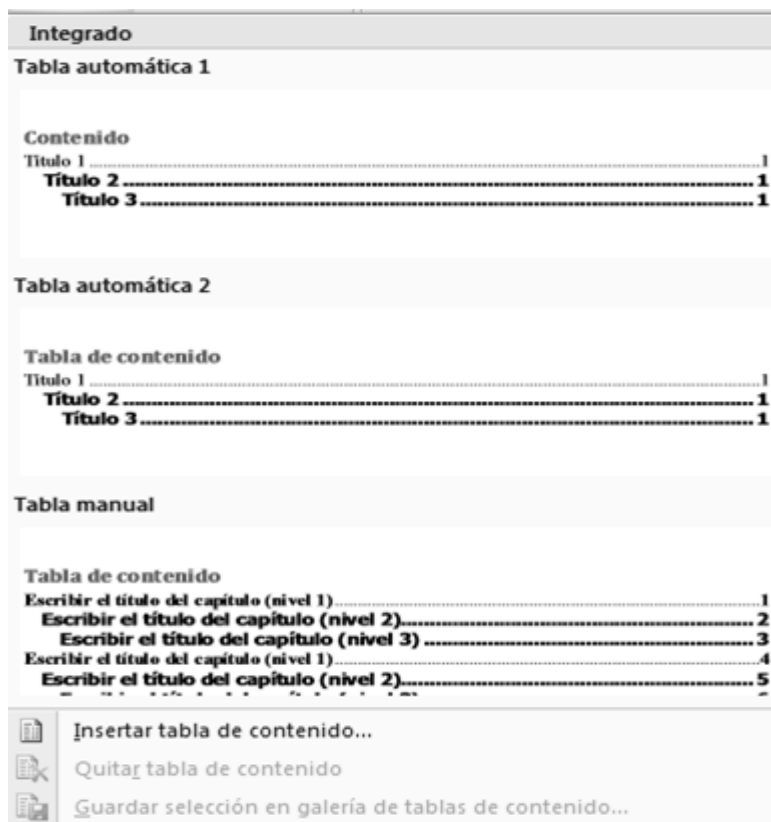 Integrado
Tabla automática 1
Contenido
Título 1 ........................................................ 1
Título 2 ........................................................ 1
Título 3 ........................................................ 1
Tabla automática 2
Tabla de contenido
Título 1 ........................................................ 1
Título 2 ........................................................ 1
Título 3 ........................................................ 1
Tabla manual
Tabla de contenido
Escribir el título del capítulo (nivel 1) ........................................................ 1
Escribir el título del capítulo (nivel 2) ........................................................ 2
Escribir el título del capítulo (nivel 3) ........................................................ 3
Escribir el título del capítulo (nivel 1) ........................................................ 4
Escribir el título del capítulo (nivel 2) ........................................................ 5
Insertar tabla de contenido...
Quitar tabla de contenido
Guardar selección en galería de tablas de contenido...